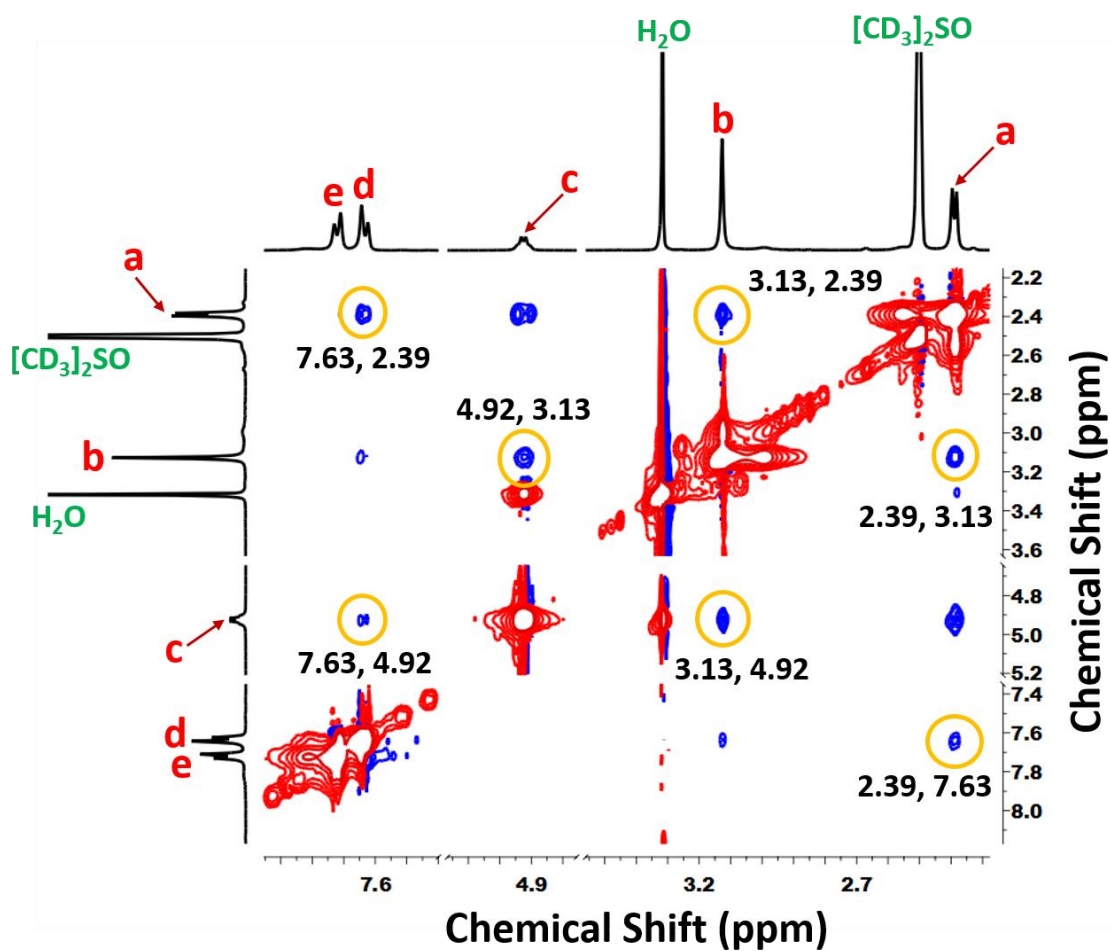 H₂O
[CD₃]₂SO
b
a
e
d
c
a
3.13, 2.39
2.2
2.4
[CD₃]₂SO
7.63, 2.39
2.6
4.92, 3.13
2.8
3.0
b
3.2
H₂O
2.39, 3.13
3.4
3.6
4.8
c
5.0
7.63, 4.92
3.13, 4.92
5.2
7.4
d
7.6
e
2.39, 7.63
7.8
8.0
Chemical Shift (ppm)
7.6
4.9
3.2
2.7
Chemical Shift (ppm)